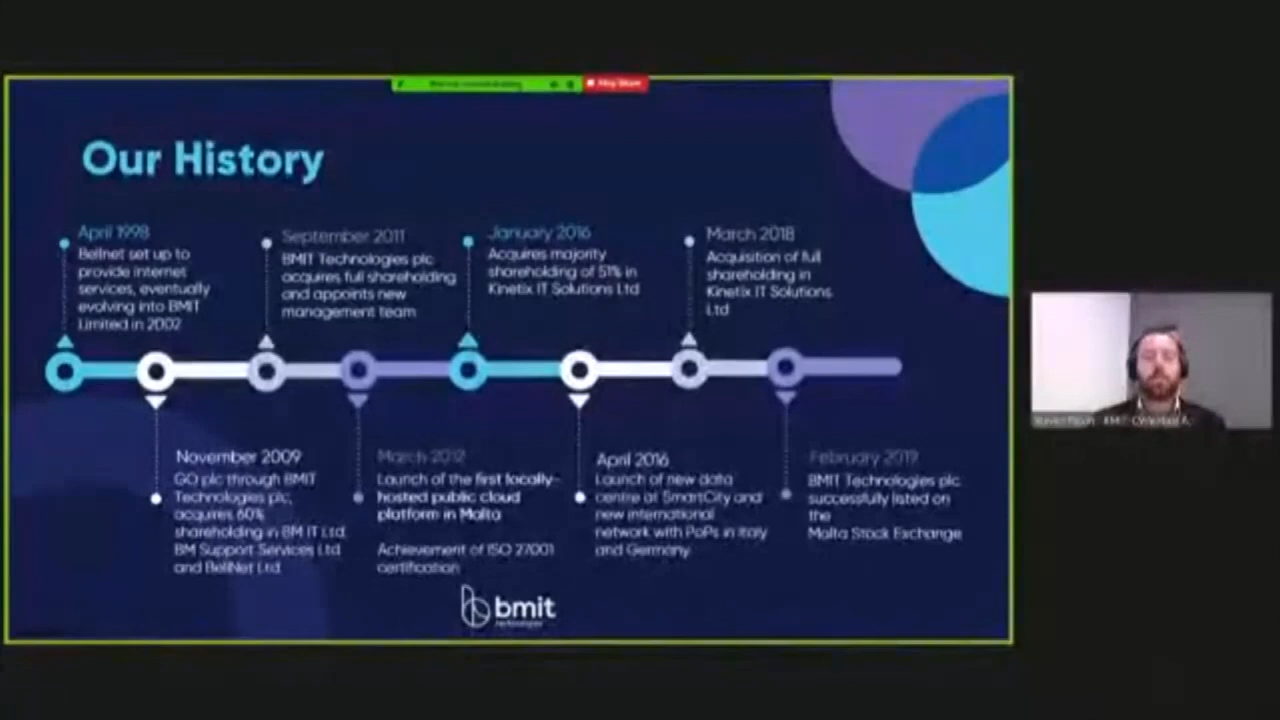 Our History
April 1998
Bellnet set up to
provide internet
services, eventually
evolving into BMIT
Limited in 2002
September 2011
BMIT Technologies plc
acquires full shareholding
and appoints new
management team
January 2016
Acquires majority
shareholding of 51% in
Kinetix IT Solutions Ltd
March 2018
Acquisition of full
shareholding in
Kinetix IT Solutions
Ltd
November 2009
GO plc through BMIT
Technologies plc,
acquires 60%
shareholding in BM IT Ltd
BM Support Services Ltd
and BellNet Ltd
March 2012
Launch of the first locally-
hosted public cloud
platform in Malta
Achievement of ISO 27001
certification
April 2016
Launch of new data
centre at SmartCity and
new international
network with PoPs in Italy
and Germany
February 2019
BMIT Technologies plc
successfully listed on
the
Malta Stock Exchange
bmit
technologies